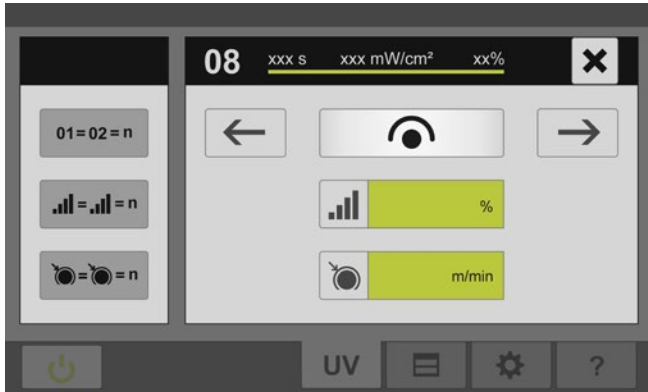 08 xxx s xxx mW/cm² xx%
01=02=n
= = n
%
= = n
m/min
UV ?